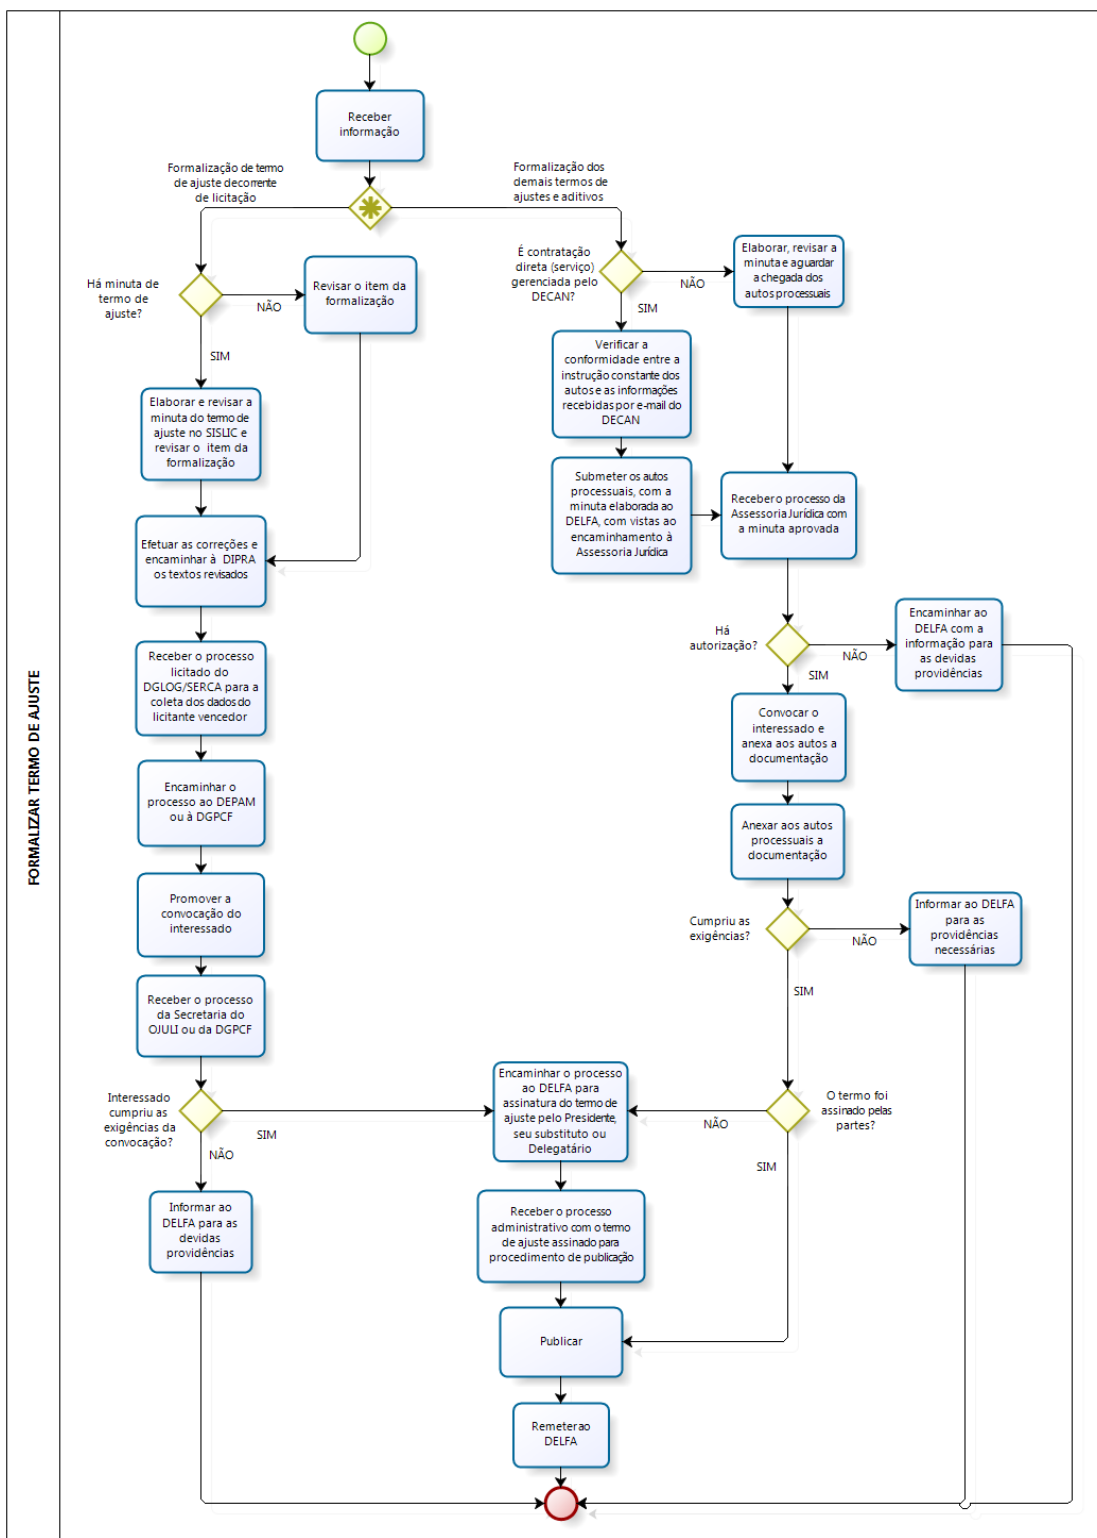 FORMALIZAR TERMO DE AJUSTE
Receber
informação
Formalização de termo
de ajuste decorrente
de licitação
Formalização dos
demais termos de
ajustes e aditivos
Há minuta de
termo de
ajuste?
NÃO
SIM
Revisar o item da
formalização
É contratação
direta (serviço)
gerenciada pelo
DECAN?
NÃO
SIM
Elaborar, revisar a
minuta e aguardar
a chegada dos
autos processuais
Verificar a
conformidade entre a
instrução constante dos
autos e as informações
recebidas por e-mail do
DECAN
Elaborar e revisar a
minuta do termo de
ajuste no SISLIC e
revisar o item da
formalização
Submeter os autos
processuais, com a
minuta elaborada ao
DELFA, com vistas ao
encaminhamento à
Assessoria Jurídica
Receber o processo da
Assessoria Jurídica com
a minuta aprovada
Efetuar as correções e
encaminhar à DIPRA
os textos revisados
Há
autorização?
NÃO
SIM
Encaminhar ao
DELFA com a
informação para
as devidas
providências
Receber o processo
licitado do
DGLOG/SERCA para a
coleta dos dados do
licitante vencedor
Convocar o
interessado e
anexa aos autos a
documentação
Encaminhar o
processo ao DEPAM
ou à DGPCF
Anexar aos autos
processuais a
documentação
Promover a
convocação do
interessado
Cumpriu as
exigências?
NÃO
SIM
Informar ao DELFA
para as
providências
necessárias
Receber o processo
da Secretaria do
OJULI ou da DGPCF
Interessado
cumpriu as
exigências da
convocação?
SIM
NÃO
Encaminhar o processo
ao DELFA para
assinatura do termo de
ajuste pelo Presidente,
seu substituto ou
Delegatário
O termo foi
assinado pelas
partes?
NÃO
SIM
Informar ao
DELFA para as
devidas
providências
Receber o processo
administrativo com o termo
de ajuste assinado para
procedimento de publicação
Publicar
Remeter ao
DELFA